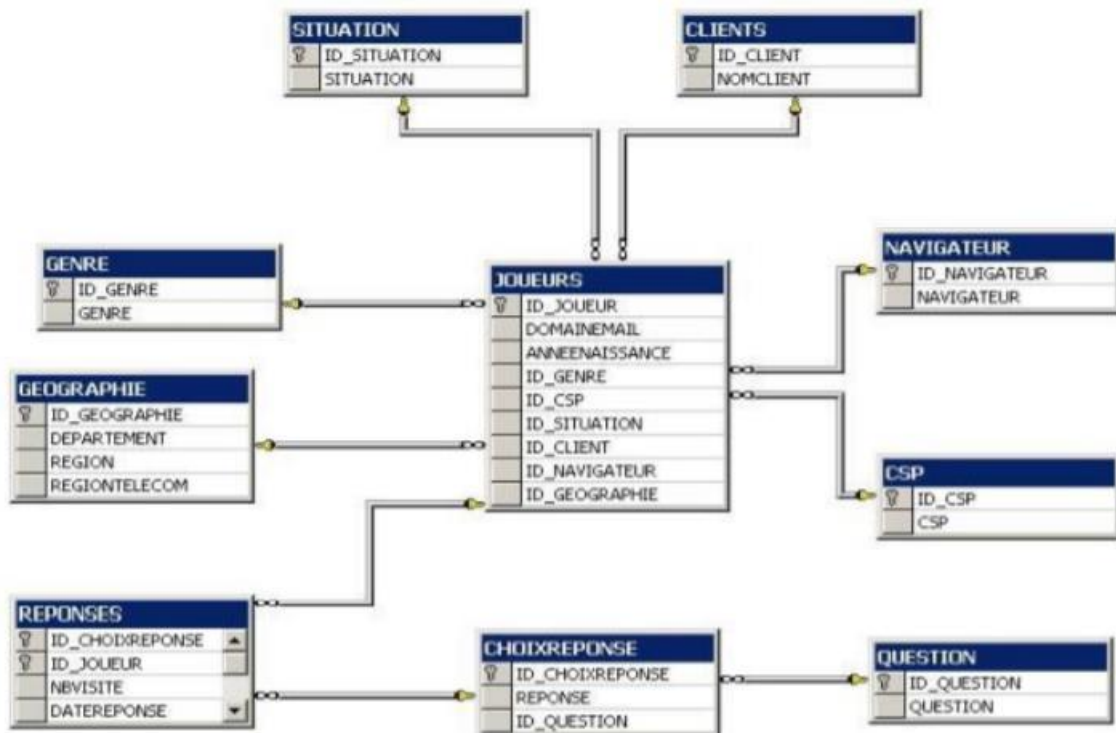 SITUATION
ID_SITUATION
SITUATION
CLIENTS
ID_CLIENT
NOMCLIENT
GENRE
ID_GENRE
GENRE
JOUEURS
ID_JOUEUR
DOMAINEMAIL
ANNEENAISSANCE
ID_GENRE
ID_CSP
ID_SITUATION
ID_CLIENT
ID_NAVIGATEUR
ID_GEOGRAPHIE
NAVIGATEUR
ID_NAVIGATEUR
NAVIGATEUR
GEOGRAPHIE
ID_GEOGRAPHIE
DEPARTEMENT
REGION
REGIONTELECOM
CSP
ID_CSP
CSP
REPONSES
ID_CHOIXREPONSE
ID_JOUEUR
NBVISITE
DATEREPONSE
CHOIXREPONSE
ID_CHOIXREPONSE
REPONSE
ID_QUESTION
QUESTION
ID_QUESTION
QUESTION